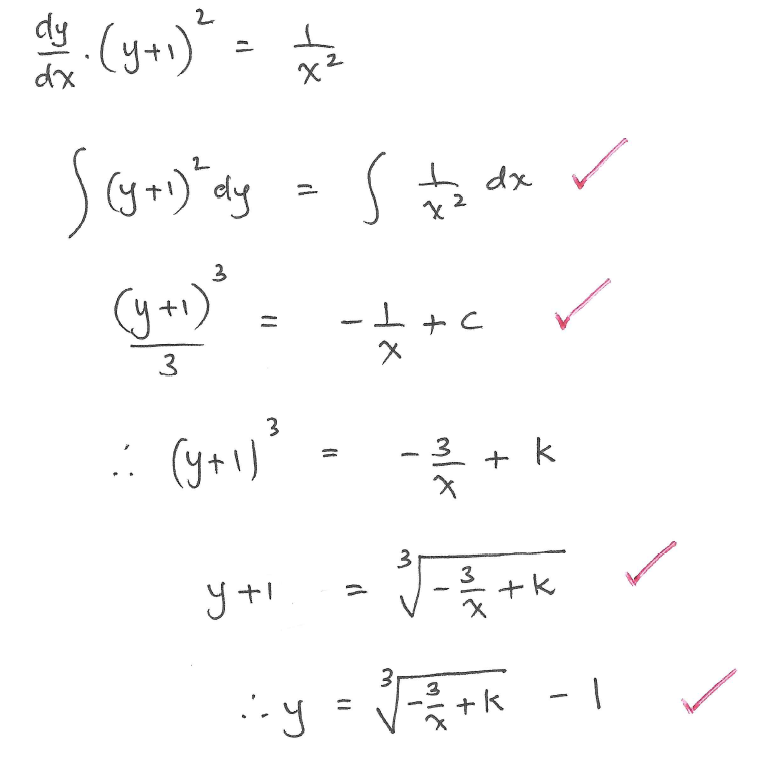 dy/dx · (y+1)² = 1/x²
∫ (y+1)² dy = ∫ 1/x² dx ✓
(y+1)³/3 = -1/x + c ✓
∴ (y+1)³ = -3/x + k
y+1 = ∛(-3/x + k) ✓
∴ y = ∛(-3/x + k) - 1 ✓